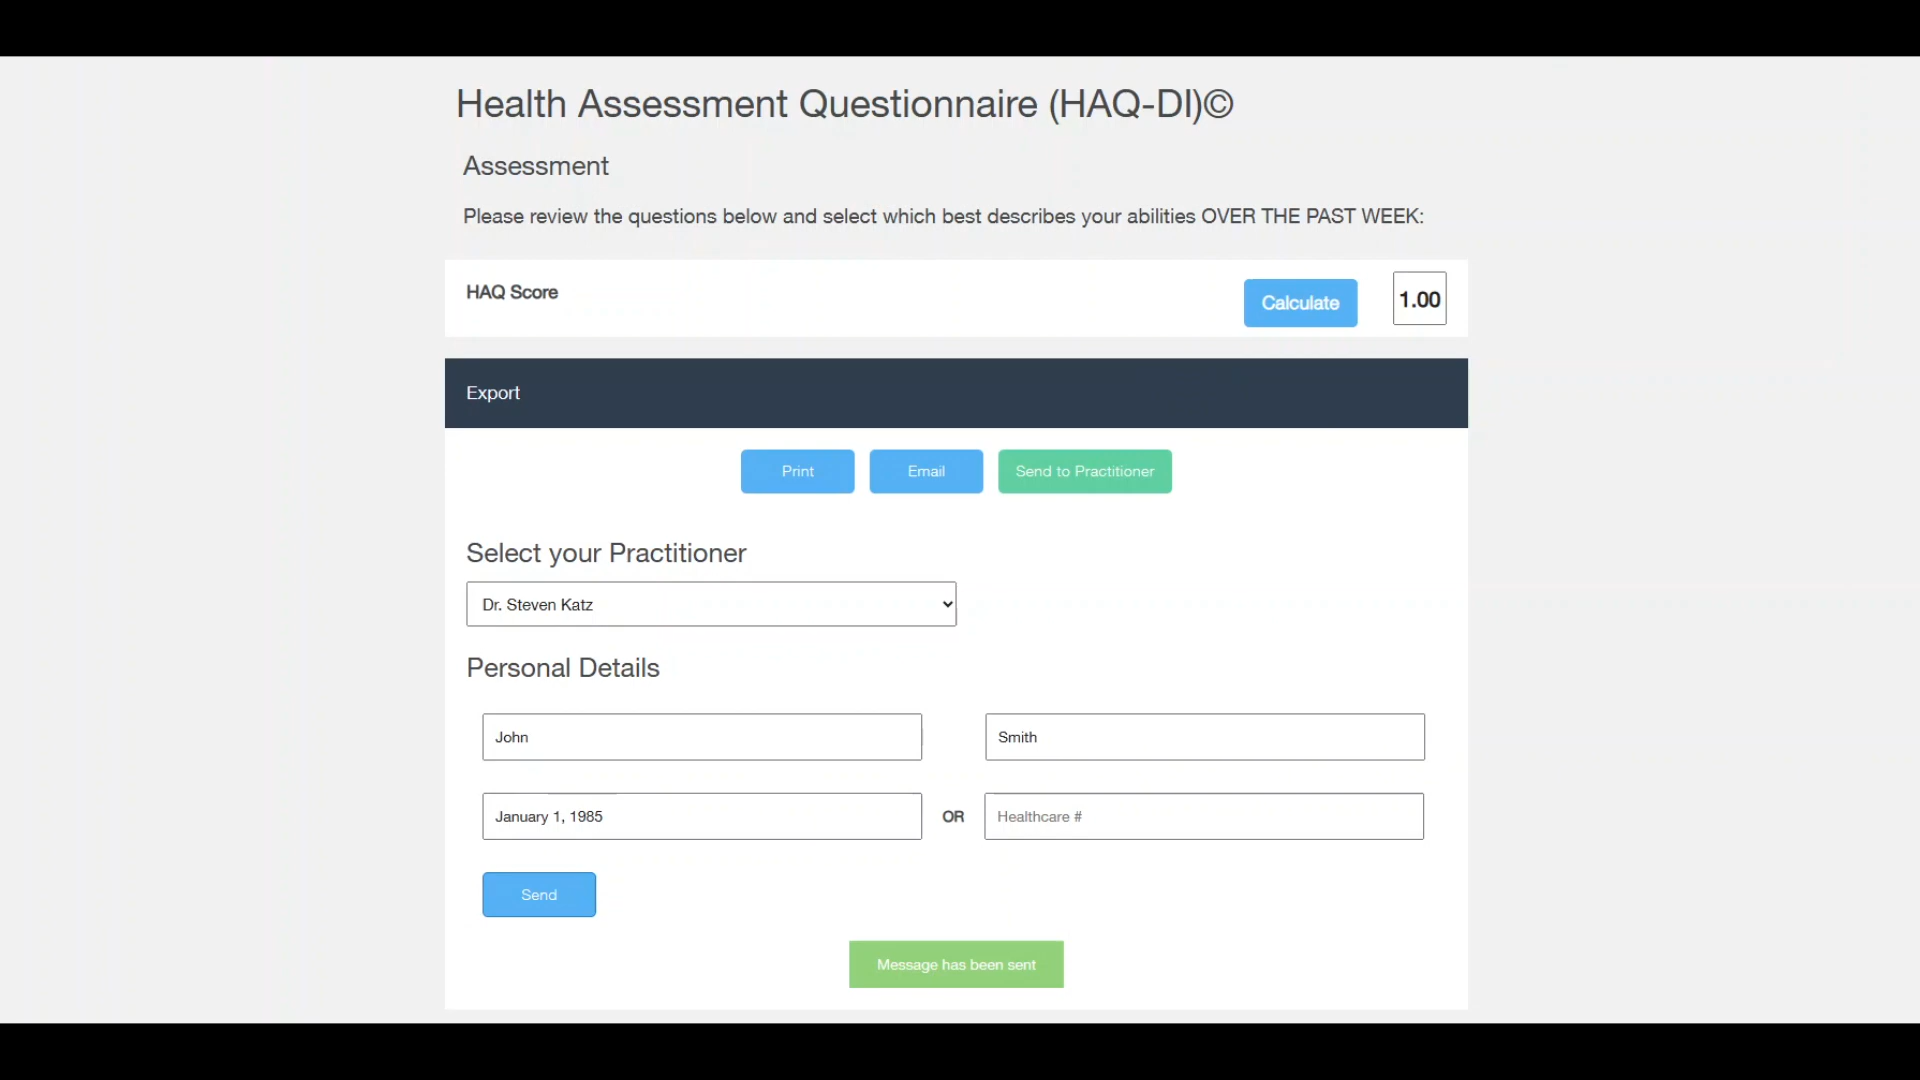 Health Assessment Questionnaire (HAQ-DI)©
Assessment
Please review the questions below and select which best describes your abilities OVER THE PAST WEEK:
HAQ Score
Calculate
1.00
Export
Print
Email
Send to Practitioner
Select your Practitioner
Dr. Steven Katz
Personal Details
John
Smith
January 1, 1985
OR
Healthcare #
Send
Message has been sent